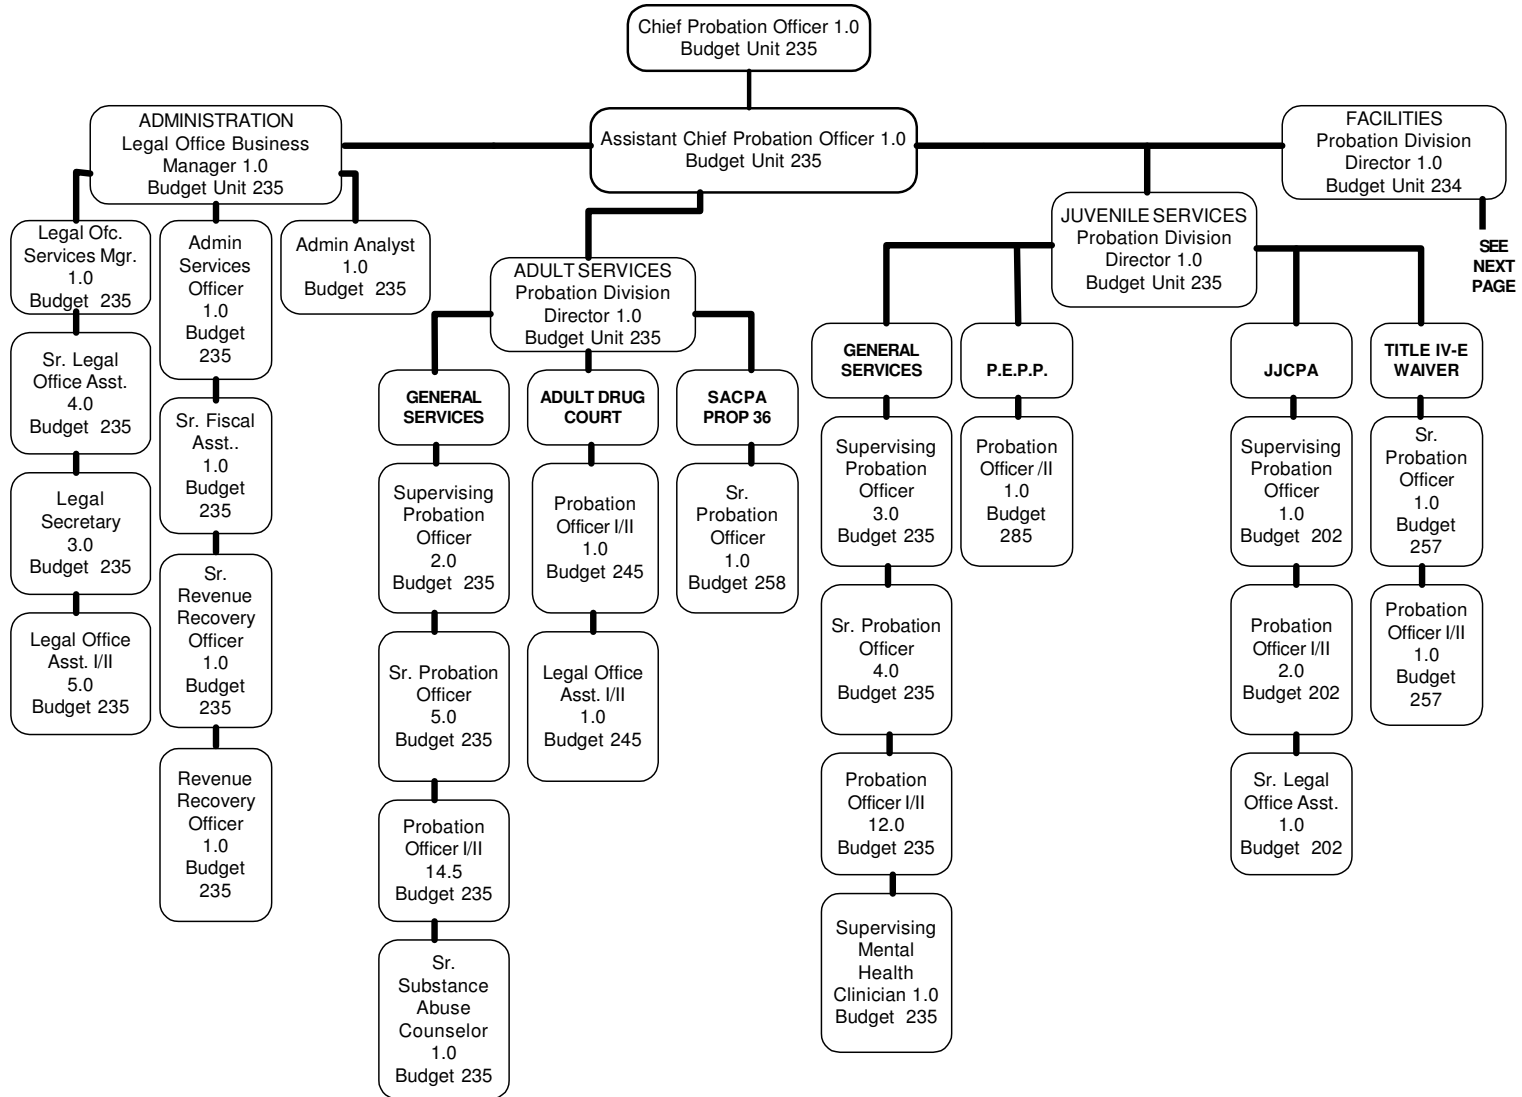 Chief Probation Officer 1.0
Budget Unit 235
ADMINISTRATION
Legal Office Business
Manager 1.0
Budget Unit 235
Assistant Chief Probation Officer 1.0
Budget Unit 235
FACILITIES
Probation Division
Director 1.0
Budget Unit 234
SEE
NEXT
PAGE
Legal Ofc.
Services Mgr.
1.0
Budget 235
Sr. Legal
Office Asst.
4.0
Budget 235
Legal
Secretary
3.0
Budget 235
Legal Office
Asst. I/II
5.0
Budget 235
Admin
Services
Officer
1.0
Budget
235
Sr. Fiscal
Asst..
1.0
Budget
235
Sr.
Revenue
Recovery
Officer
1.0
Budget
235
Revenue
Recovery
Officer
1.0
Budget
235
Admin Analyst
1.0
Budget 235
ADULT SERVICES
Probation Division
Director 1.0
Budget Unit 235
GENERAL
SERVICES
Supervising
Probation
Officer
2.0
Budget 235
Sr. Probation
Officer
5.0
Budget 235
Probation
Officer I/II
14.5
Budget 235
Sr.
Substance
Abuse
Counselor
1.0
Budget 235
ADULT DRUG
COURT
Probation
Officer I/II
1.0
Budget 245
Legal Office
Asst. I/II
1.0
Budget 245
SACPA
PROP 36
Sr.
Probation
Officer
1.0
Budget 258
JUVENILE SERVICES
Probation Division
Director 1.0
Budget Unit 235
GENERAL
SERVICES
Supervising
Probation
Officer
3.0
Budget 235
Sr. Probation
Officer
4.0
Budget 235
Probation
Officer I/II
12.0
Budget 235
Supervising
Mental
Health
Clinician 1.0
Budget 235
P.E.P.P.
Probation
Officer /II
1.0
Budget
285
JJCPA
Supervising
Probation
Officer
1.0
Budget 202
Probation
Officer I/II
2.0
Budget 202
Sr. Legal
Office Asst.
1.0
Budget 202
TITLE IV-E
WAIVER
Sr.
Probation
Officer
1.0
Budget
257
Probation
Officer I/II
1.0
Budget
257